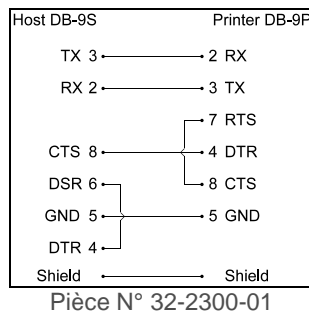 Host DB-9S Printer DB-9P
TX 3 2 RX
RX 2 3 TX
7 RTS
CTS 8 4 DTR
DSR 6 8 CTS
GND 5 5 GND
DTR 4
Shield Shield
Pièce N° 32-2300-01